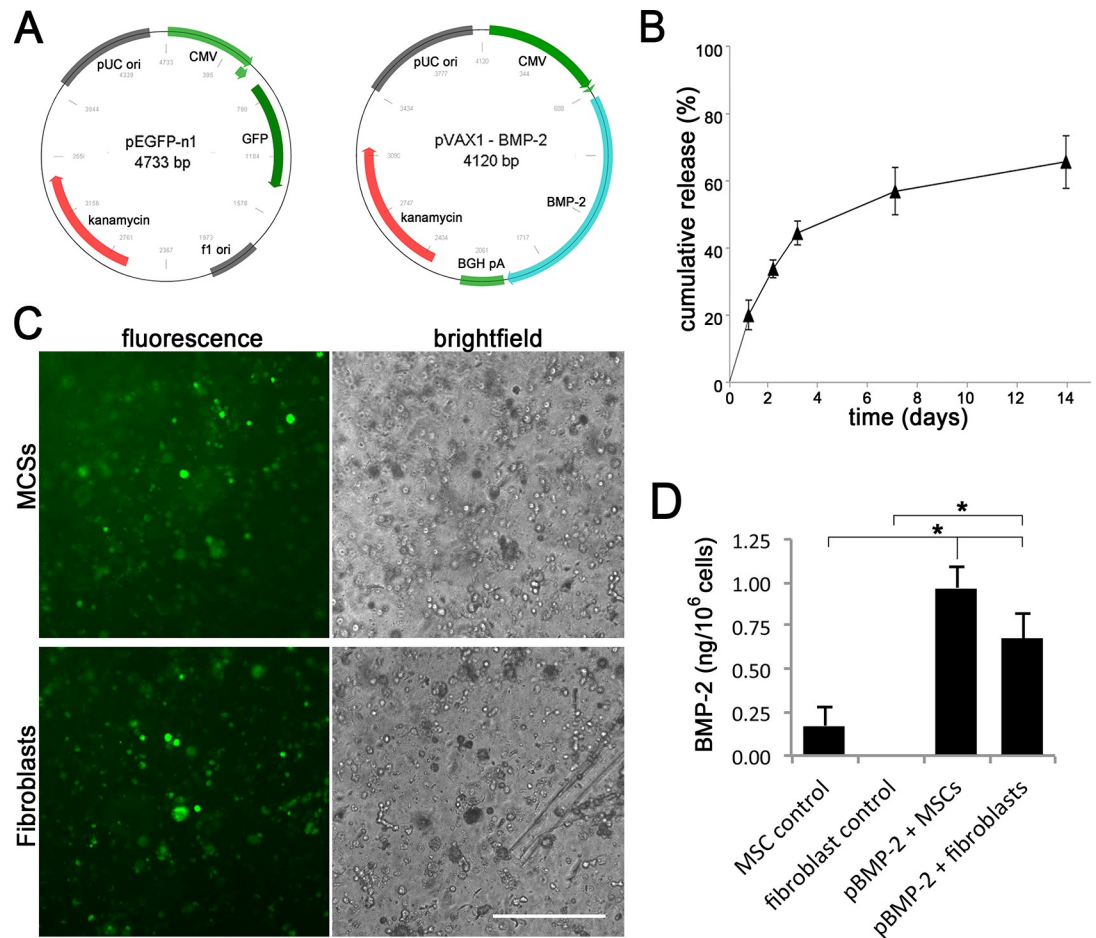 A
pUC ori
4339
4733
CMV
395
3944
790
pEGFP-n1
4733 bp
GFP
1184
3158
1579
kanamycin
2761
1973
f1 ori
2367
pUC ori
3777
4120
CMV
344
3434
689
pVAX1 - BMP-2
4120 bp
3090
2747
BMP-2
kanamycin
2404
1717
BGH pA
2061
B
cumulative release (%)
100
80
60
40
20
0
0 2 4 6 8 10 12 14
time (days)
C
fluorescence brightfield
MCSs
Fibroblasts
D
BMP-2 (ng/10⁶ cells)
1.25
1.00
0.75
0.50
0.25
0.00
*
*
MSC control
fibroblast control
pBMP-2 + MSCs
pBMP-2 + fibroblasts